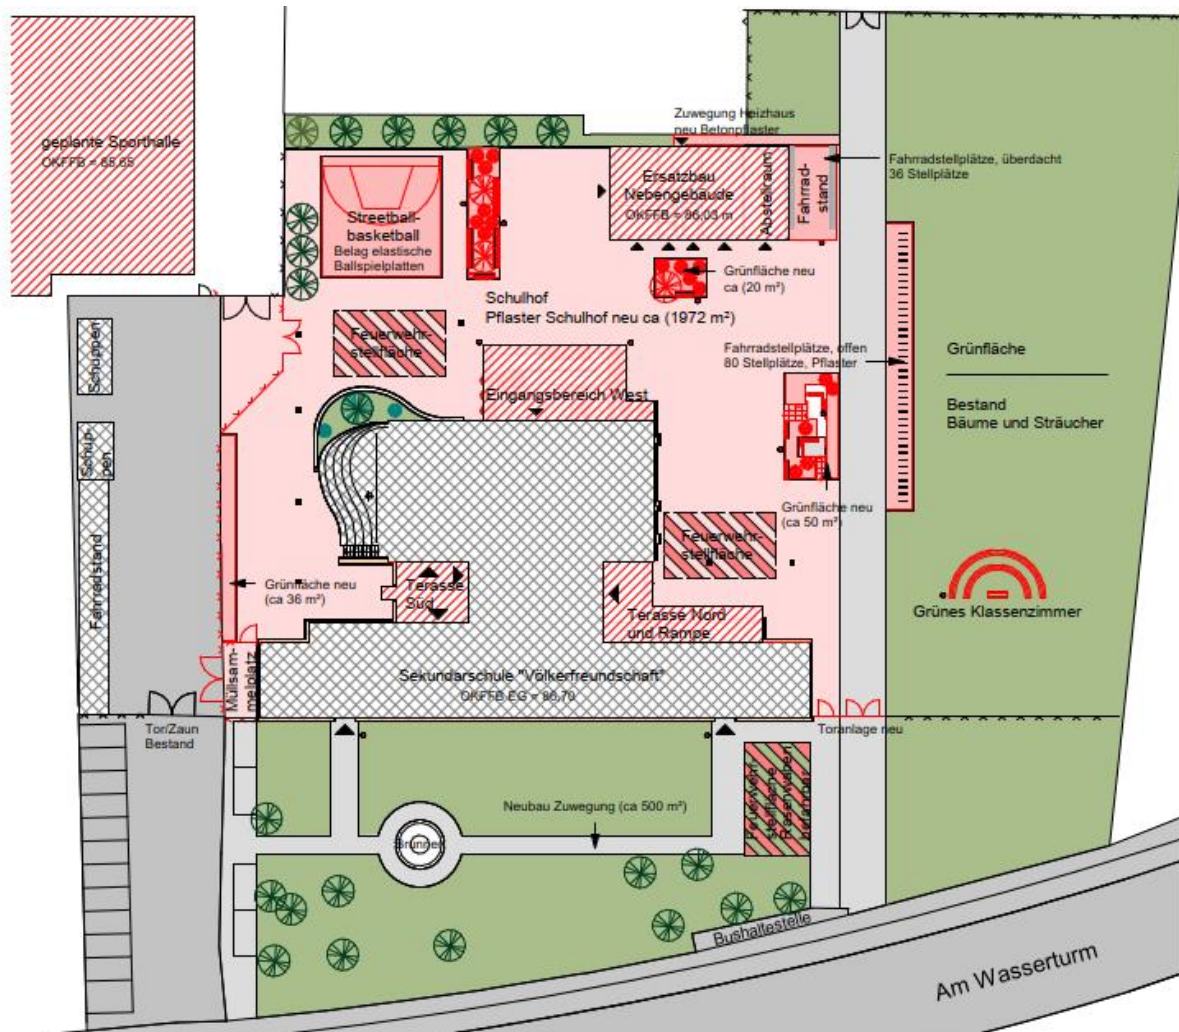 Zuwegung Heizhaus
neu Betonpflaster
geplante Sporthalle
OKFFB = 85,65
Fahrradstellplätze, überdacht
36 Stellplätze
Ersatzbau
Nebengebäude
OKFFB = 86,03 m
Abstellraum
Fahrrad-
stand
Streetball-
basketball
Belag elastische
Ballspielplatten
Grünfläche neu
ca (20 m²)
Schulhof
Pflaster Schulhof neu ca (1972 m²)
Schuppen
Feuerwehr-
stellfläche
Fahrradstellplätze, offen
80 Stellplätze, Pflaster
Grünfläche
Bestand
Bäume und Sträucher
Eingangsbereich West
Schup-
pen
Grünfläche neu
(ca 50 m²)
Feuerwehr-
stellfläche
Fahrradstand
Grünfläche neu
(ca 36 m²)
Terasse
Süd
Terasse Nord
und Rampe
Grünes Klassenzimmer
Müllsam-
melplatz
Sekundarschule "Völkerfreundschaft"
OKFFB EG = 86,70
Tor/Zaun
Bestand
Toranlage neu
Feuerwehr-
stellfläche
Rasenwaben
befahrbar
Neubau Zuwegung (ca 500 m²)
Brunnen
Bushaltestelle
Am Wasserturm